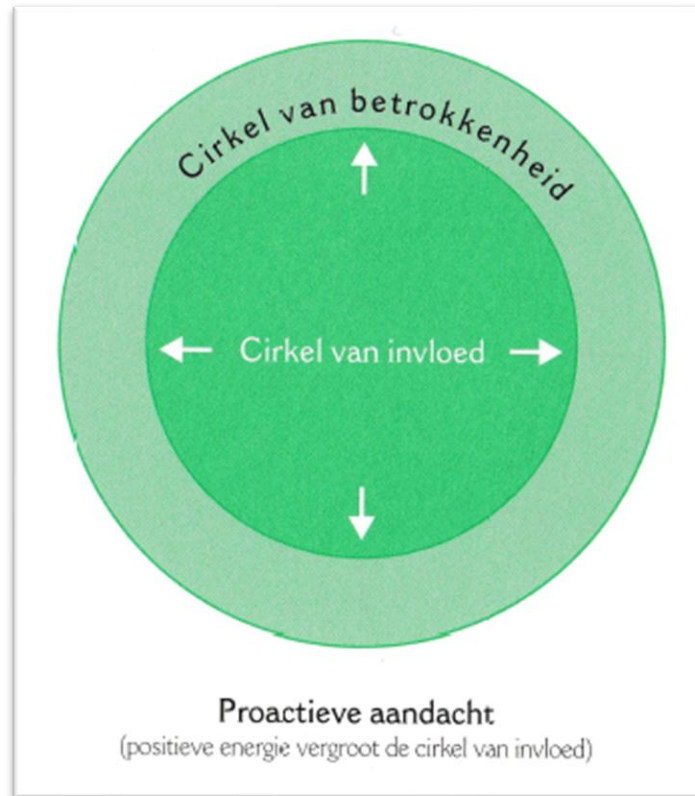 Cirkel van betrokkenheid
Cirkel van invloed
Proactieve aandacht
(positieve energie vergroot de cirkel van invloed)